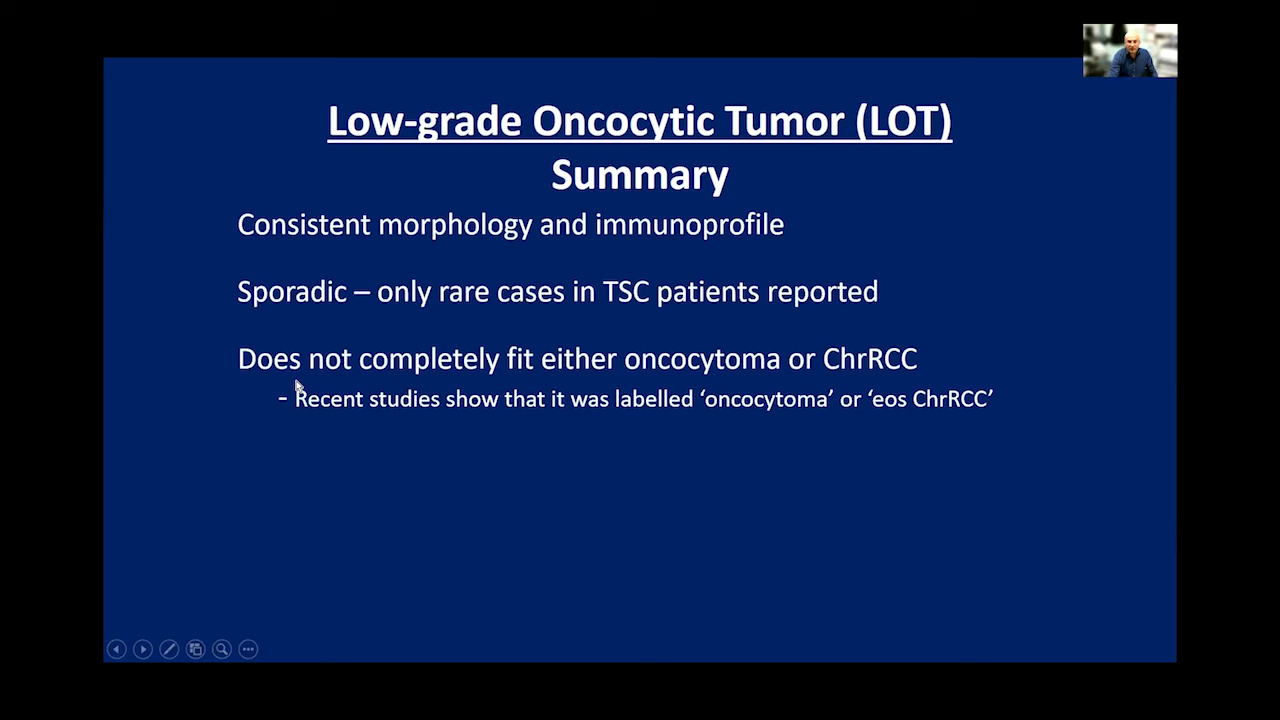 Low-grade Oncocytic Tumor (LOT)
Summary
Consistent morphology and immunoprofile
Sporadic – only rare cases in TSC patients reported
Does not completely fit either oncocytoma or ChrRCC
- Recent studies show that it was labelled ‘oncocytoma’ or ‘eos ChrRCC’